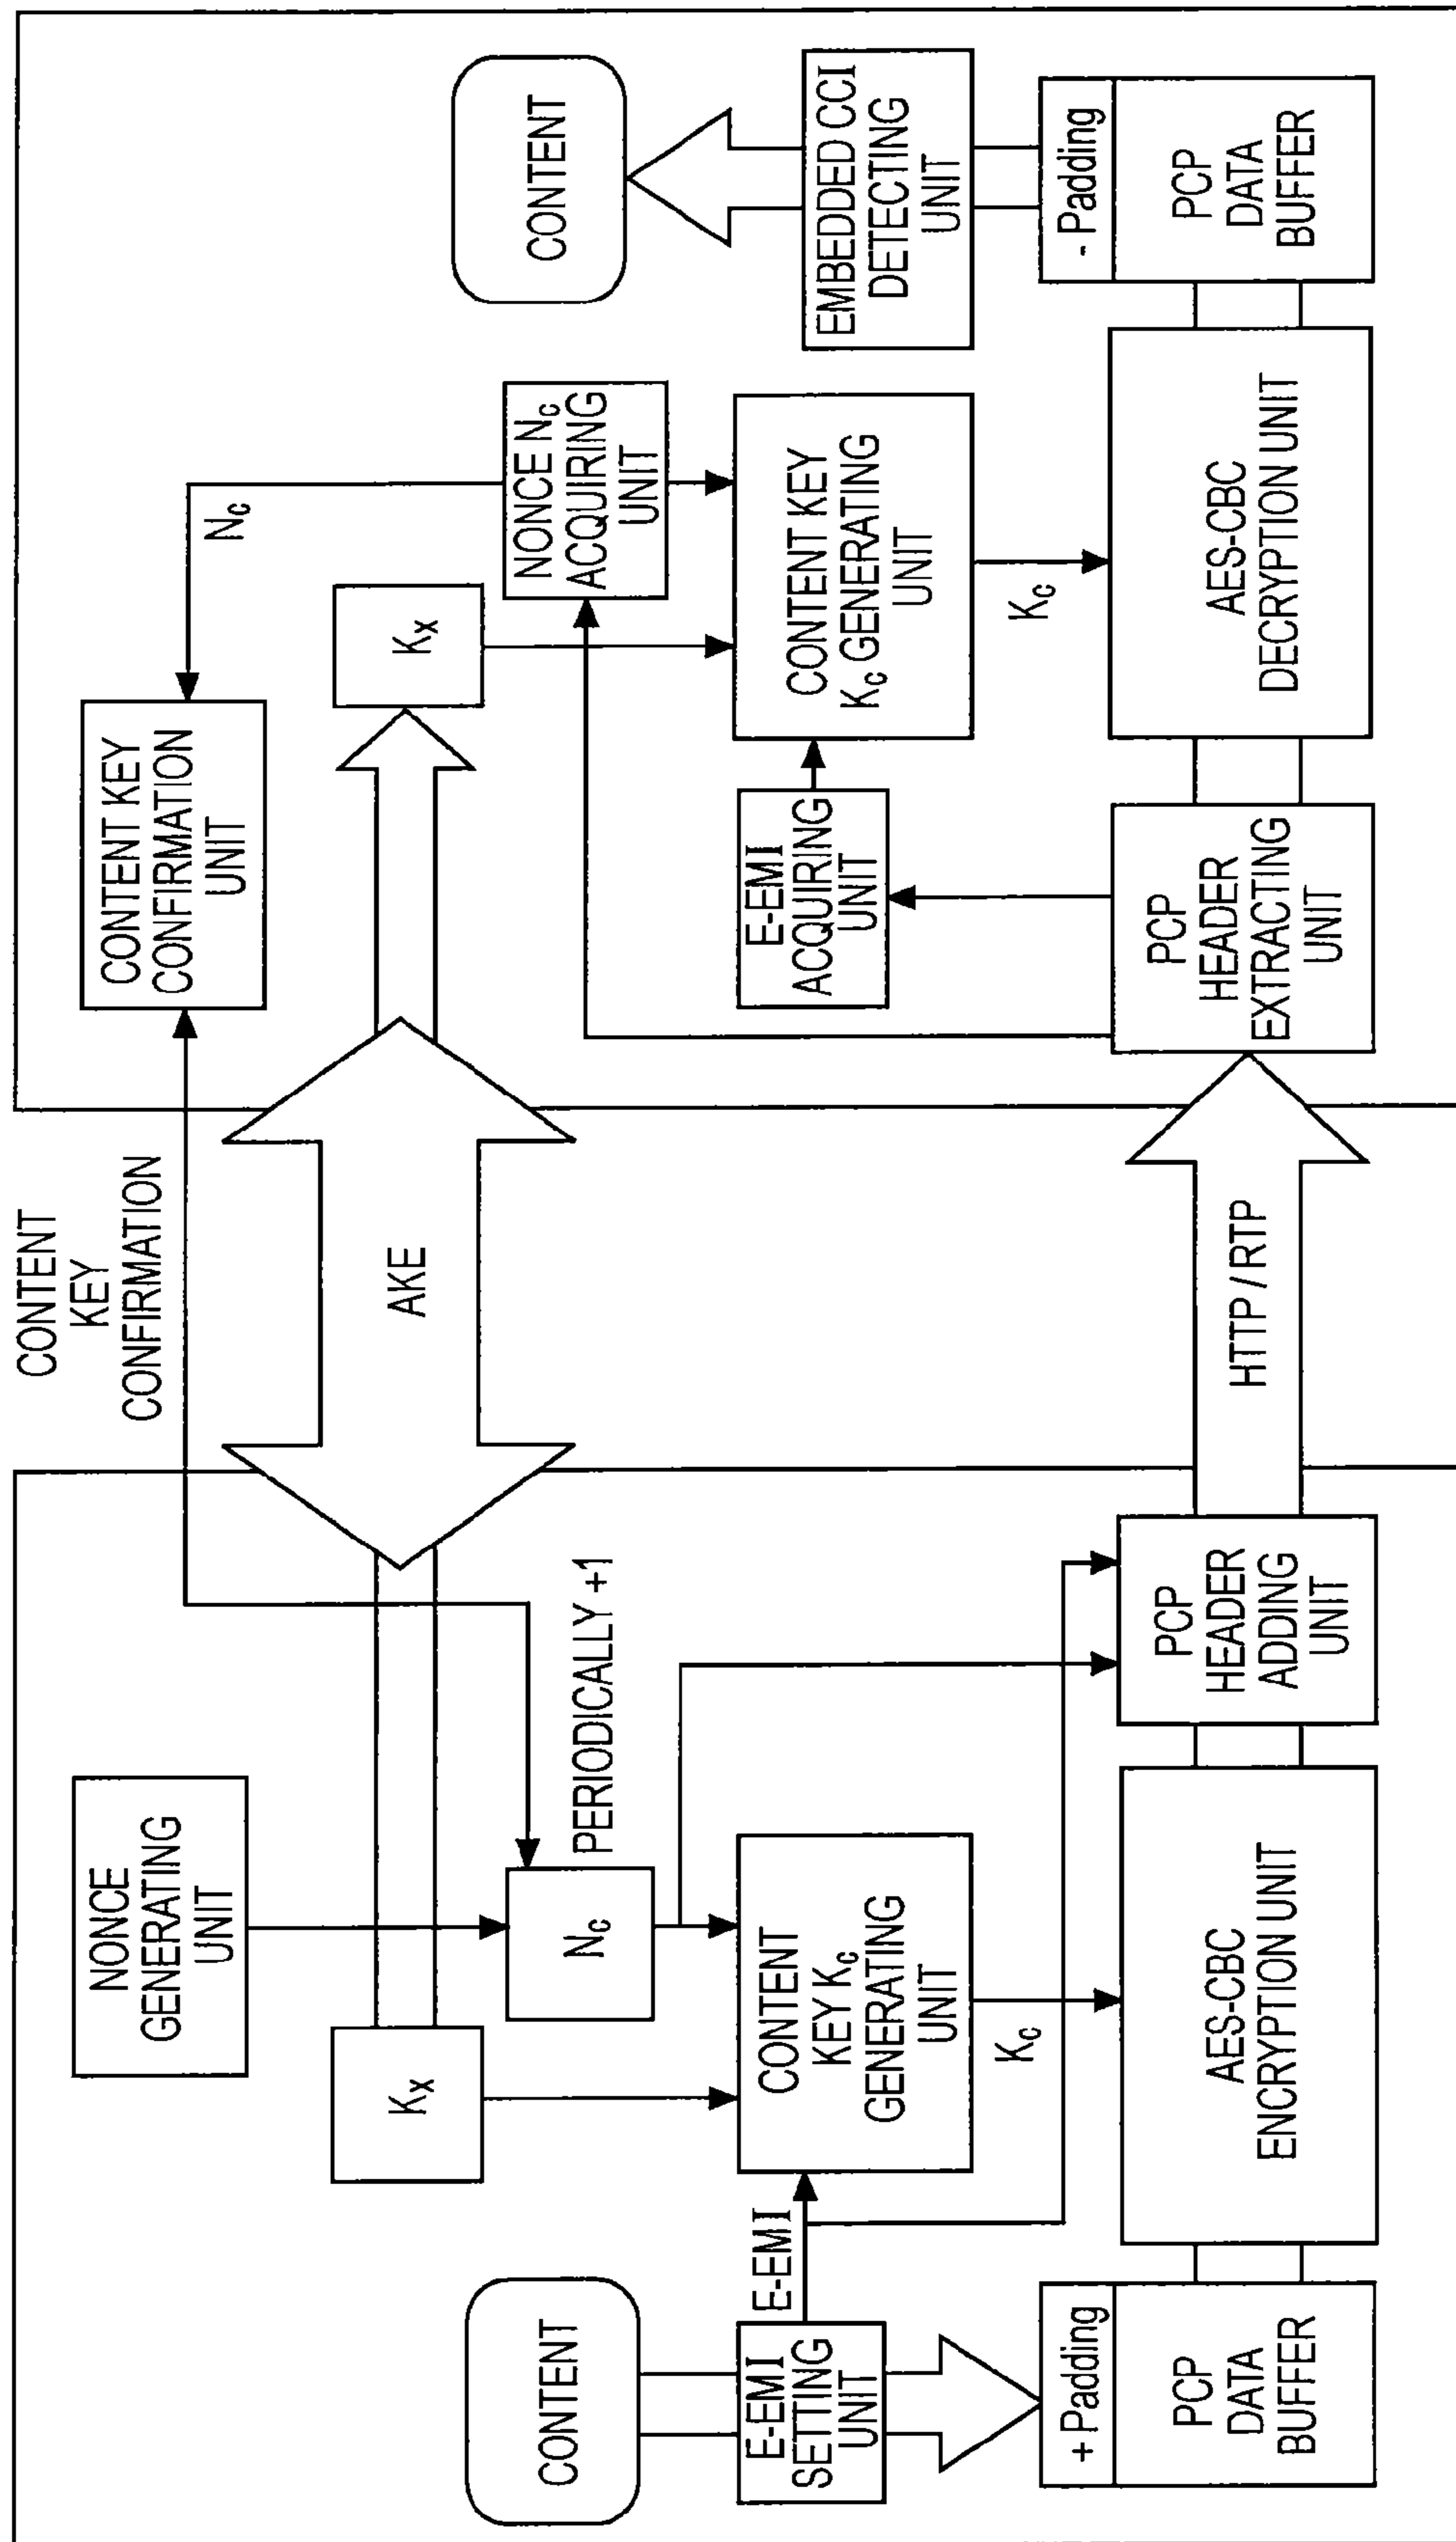 CONTENT
KEY
CONFIRMATION
NONCE
GENERATING
UNIT
CONTENT KEY
CONFIRMATION
UNIT
Nc
KX
AKE
KX
CONTENT
Nc
PERIODICALLY +1
NONCE Nc
ACQUIRING
UNIT
CONTENT
E-EMI
SETTING
UNIT
E-EMI
CONTENT
KEY Kc
GENERATING
UNIT
E-EMI
ACQUIRING
UNIT
CONTENT KEY
Kc GENERATING
UNIT
EMBEDDED CCI
DETECTING
UNIT
Kc
Kc
+ Padding
PCP
DATA
BUFFER
AES-CBC
ENCRYPTION UNIT
PCP
HEADER
ADDING
UNIT
HTTP / RTP
PCP
HEADER
EXTRACTING
UNIT
AES-CBC
DECRYPTION UNIT
- Padding
PCP
DATA
BUFFER